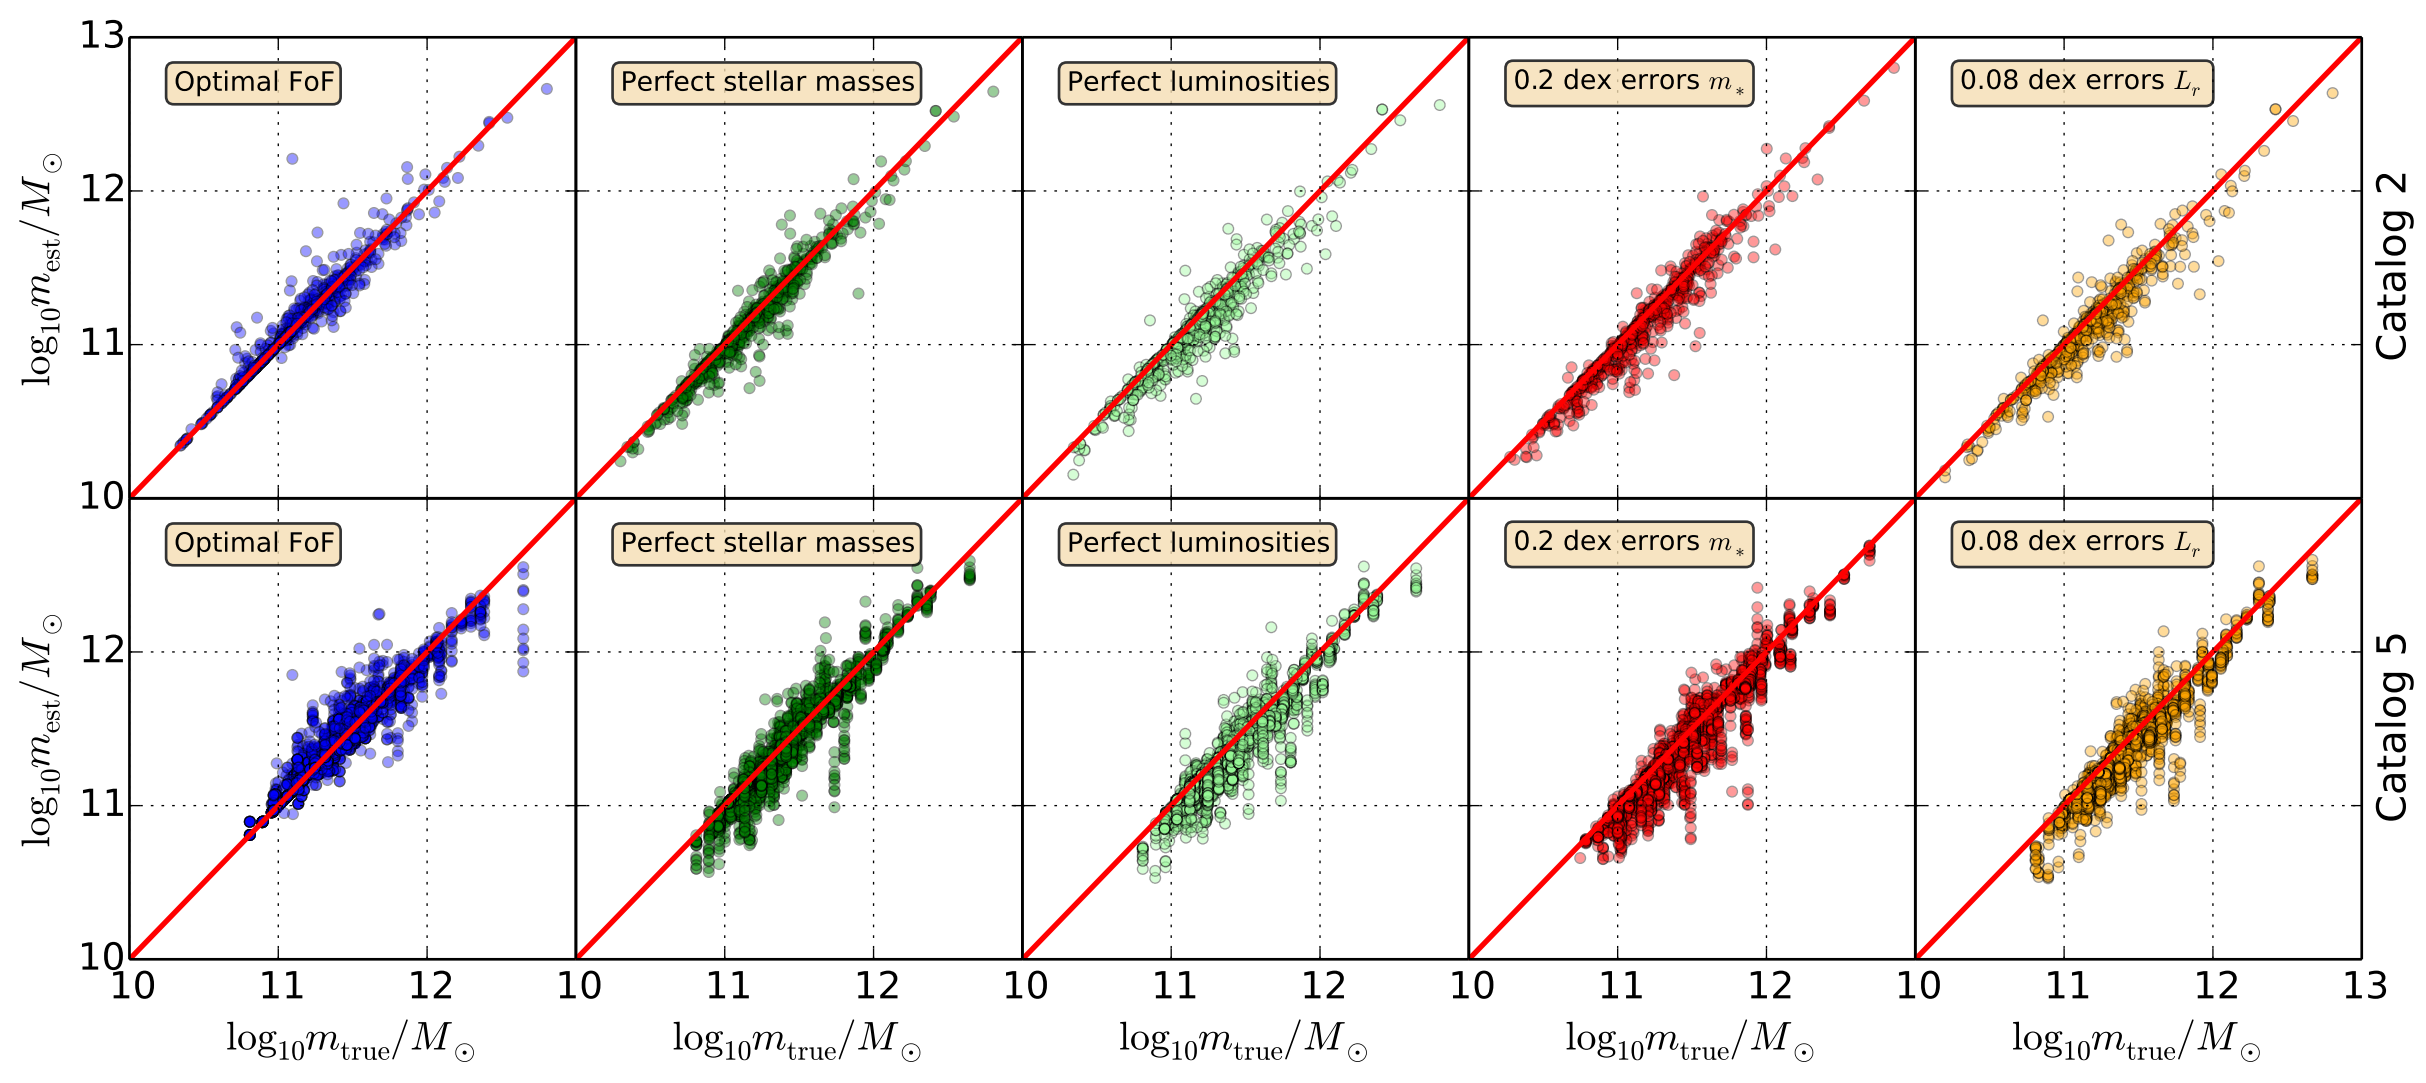 13
Optimal FoF
Perfect stellar masses
Perfect luminosities
0.2 dex errors m*
0.08 dex errors Lr
12
log10mest/M⊙
Catalog 2
11
10
Optimal FoF
Perfect stellar masses
Perfect luminosities
0.2 dex errors m*
0.08 dex errors Lr
12
log10mest/M⊙
Catalog 5
11
10
10 11 12 10 11 12 10 11 12 10 11 12 10 11 12 13
log10mtrue/M⊙ log10mtrue/M⊙ log10mtrue/M⊙ log10mtrue/M⊙ log10mtrue/M⊙